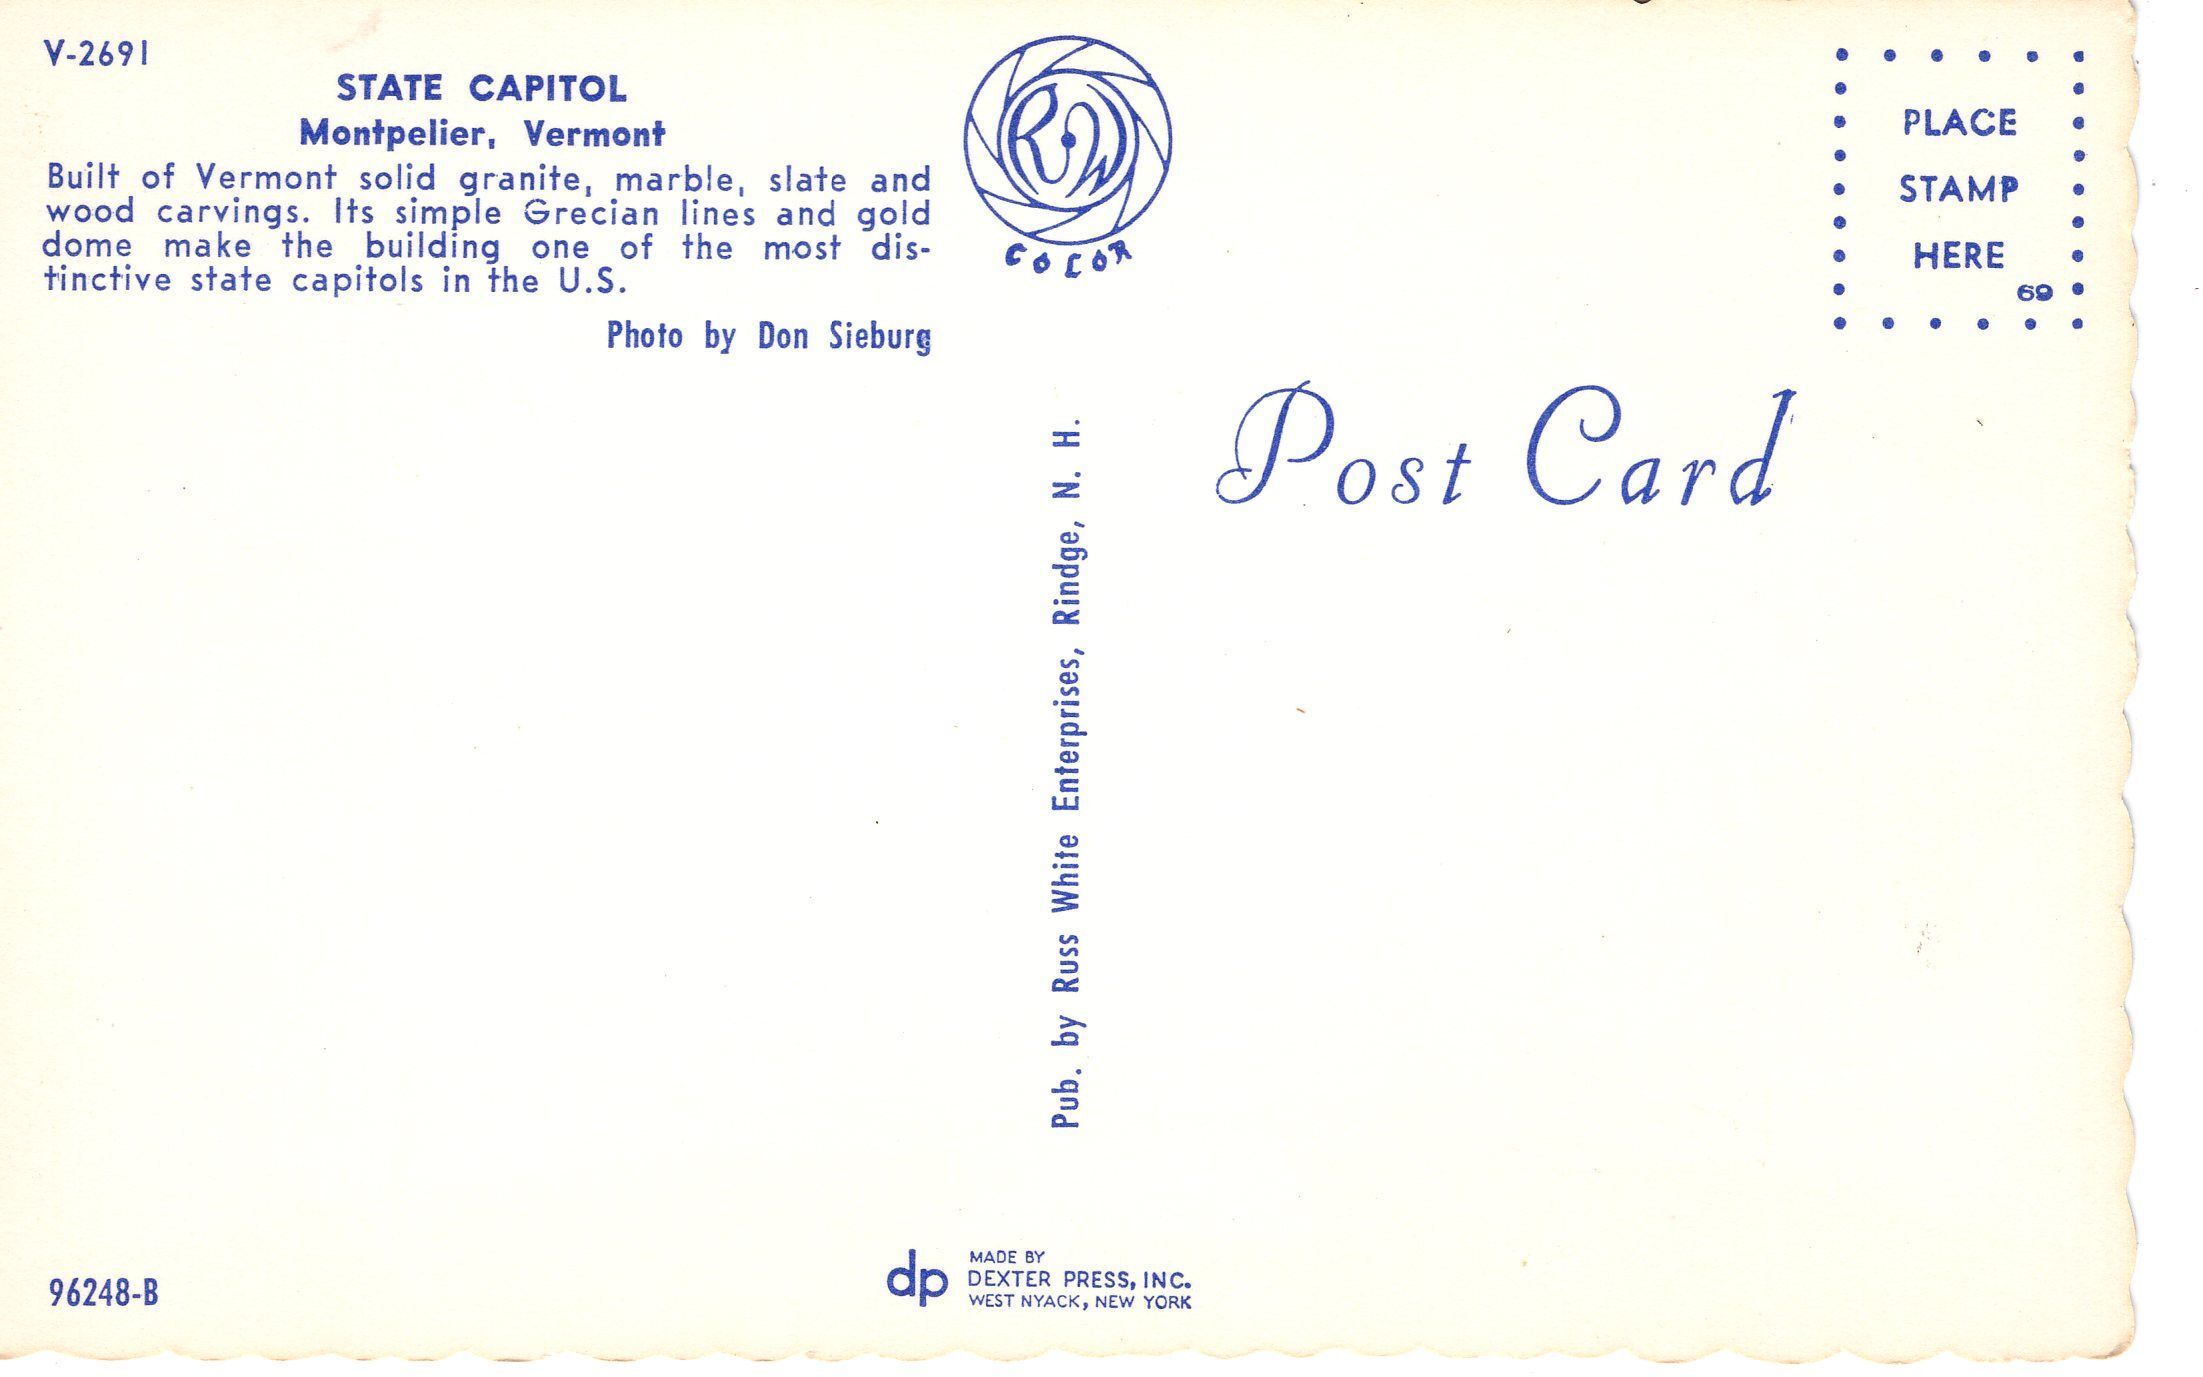 V-2691
STATE CAPITOL
Montpelier, Vermont
Built of Vermont solid granite, marble, slate and
wood carvings. Its simple Grecian lines and gold
dome make the building one of the most dis-
tinctive state capitols in the U.S.
Photo by Don Sieburg
RW
COLOR
PLACE
STAMP
HERE
69
Post Card
Pub. by Russ White Enterprises, Rindge, N. H.
96248-B
dp
MADE BY
DEXTER PRESS, INC.
WEST NYACK, NEW YORK